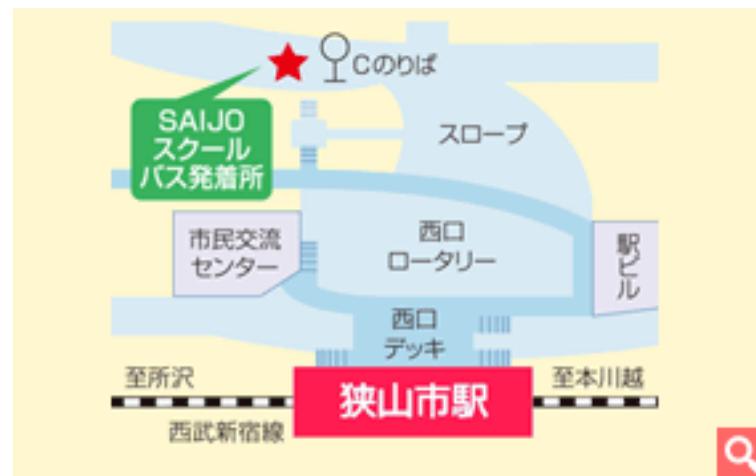 Cのりば
SAIJO
スクール
バス発着所
スロープ
市民交流
センター
西口
ロータリー
駅ビル
西口
デッキ
至所沢
狭山市駅
至本川越
西武新宿線